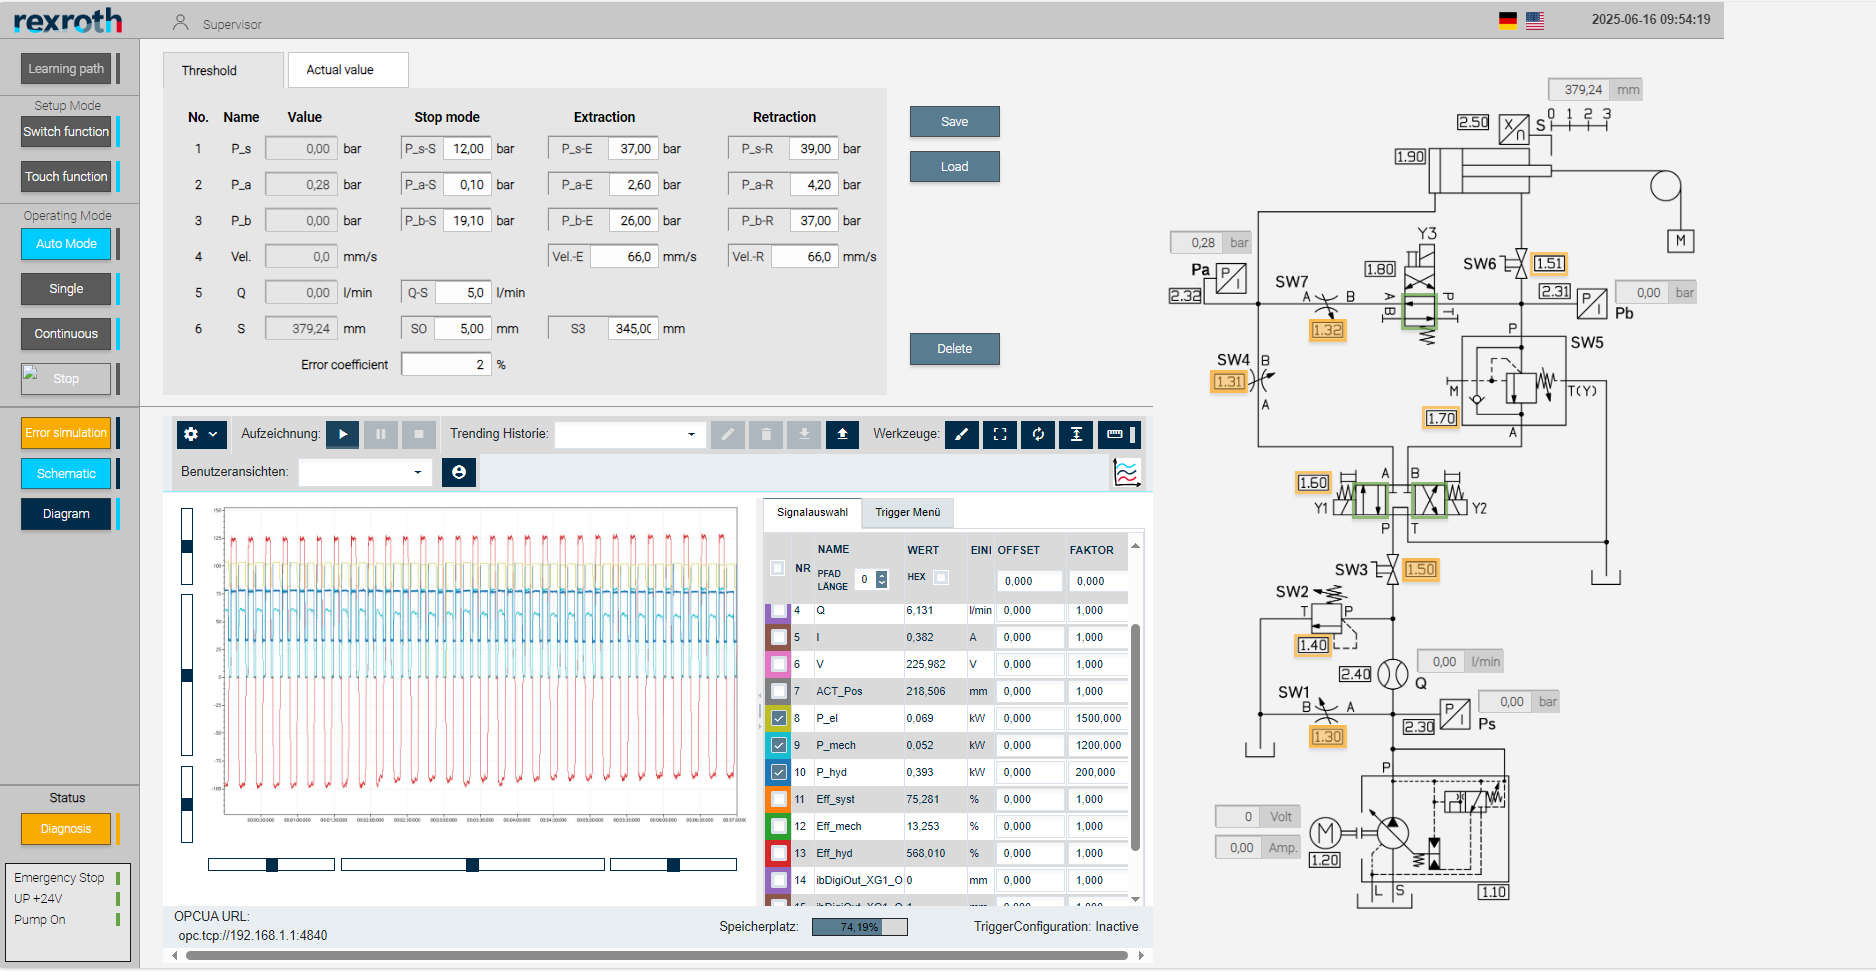 rexroth
Supervisor
2025-06-16 09:54:19
Learning path
Setup Mode
Switch function
Touch function
Operating Mode
Auto Mode
Single
Continuous
Stop
Error simulation
Schematic
Diagram
Status
Diagnosis
Emergency Stop
UP +24V
Pump On
Threshold
Actual value
No. Name Value Stop mode Extraction Retraction
1 P_s 0,00 bar P_s-S 12,00 bar P_s-E 37,00 bar P_s-R 39,00 bar
2 P_a 0,28 bar P_a-S 0,10 bar P_a-E 2,60 bar P_a-R 4,20 bar
3 P_b 0,00 bar P_b-S 19,10 bar P_b-E 26,00 bar P_b-R 37,00 bar
4 Vel. 0,0 mm/s Vel.-E 66,0 mm/s Vel.-R 66,0 mm/s
5 Q 0,00 l/min Q-S 5,0 l/min
6 S 379,24 mm SO 5,00 mm S3 345,00 mm
Error coefficient 2 %
Save
Load
Delete
Aufzeichnung: Trending Historie: Werkzeuge:
Benutzeransichten:
Signalauswahl
Trigger Menü
NR NAME WERT EINI OFFSET FAKTOR
PFAD LÄNGE 0 HEX 0,000 0,000
4 Q 6,131 l/min 0,000 1,000
5 I 0,382 A 0,000 1,000
6 V 225,982 V 0,000 1,000
7 ACT_Pos 218,506 mm 0,000 1,000
8 P_el 0,069 kW 0,000 1500,000
9 P_mech 0,052 kW 0,000 1200,000
10 P_hyd 0,393 kW 0,000 200,000
11 Eff_syst 75,281 % 0,000 1,000
12 Eff_mech 13,253 % 0,000 1,000
13 Eff_hyd 568,010 % 0,000 1,000
14 ibDigiOut_XG1_O 0 mm 0,000 1,000
OPCUA URL:
opc.tcp://192.168.1.1:4840
Speicherplatz: 74,19%
TriggerConfiguration: Inactive
379,24 mm
0 1 2 3
2.50 X n S
1.90
M
0,28 bar
Y3
Pa P I
2.32
1.80
SW6 1.51
SW7
A B
1.32
A B P T
2.31
P I
Pb
0,00 bar
P
SW5
SW4 B
1.31
A
M
T(Y)
1.70
A
1.60
A B
Y1 Y2
P T
SW3 1.50
SW2
T P
1.40
2.40
Q
0,00 l/min
SW1
B A
1.30
2.30
P I
Ps
0,00 bar
P
0 Volt
0,00 Amp.
M
1.20
L S
1.10